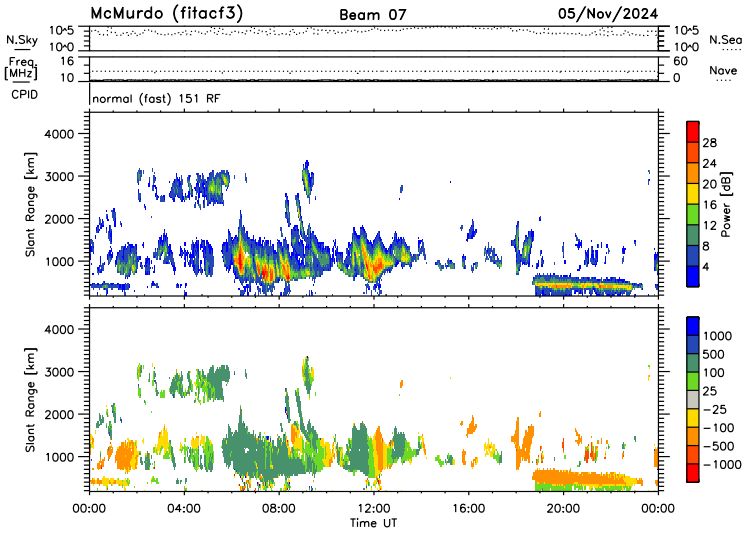 McMurdo (fitacf3) Beam 07 05/Nov/2024
N.Sky 10^5 10^0 10^5 10^0 N.Sea
Freq. [MHz] 16 10 60 0 Nave
CPID normal (fast) 151 RF
Slant Range [km] 4000 3000 2000 1000
Power [dB] 28 24 20 16 12 8 4
Slant Range [km] 4000 3000 2000 1000
1000 500 100 25 -25 -100 -500 -1000
00:00 04:00 08:00 12:00 16:00 20:00 00:00
Time UT